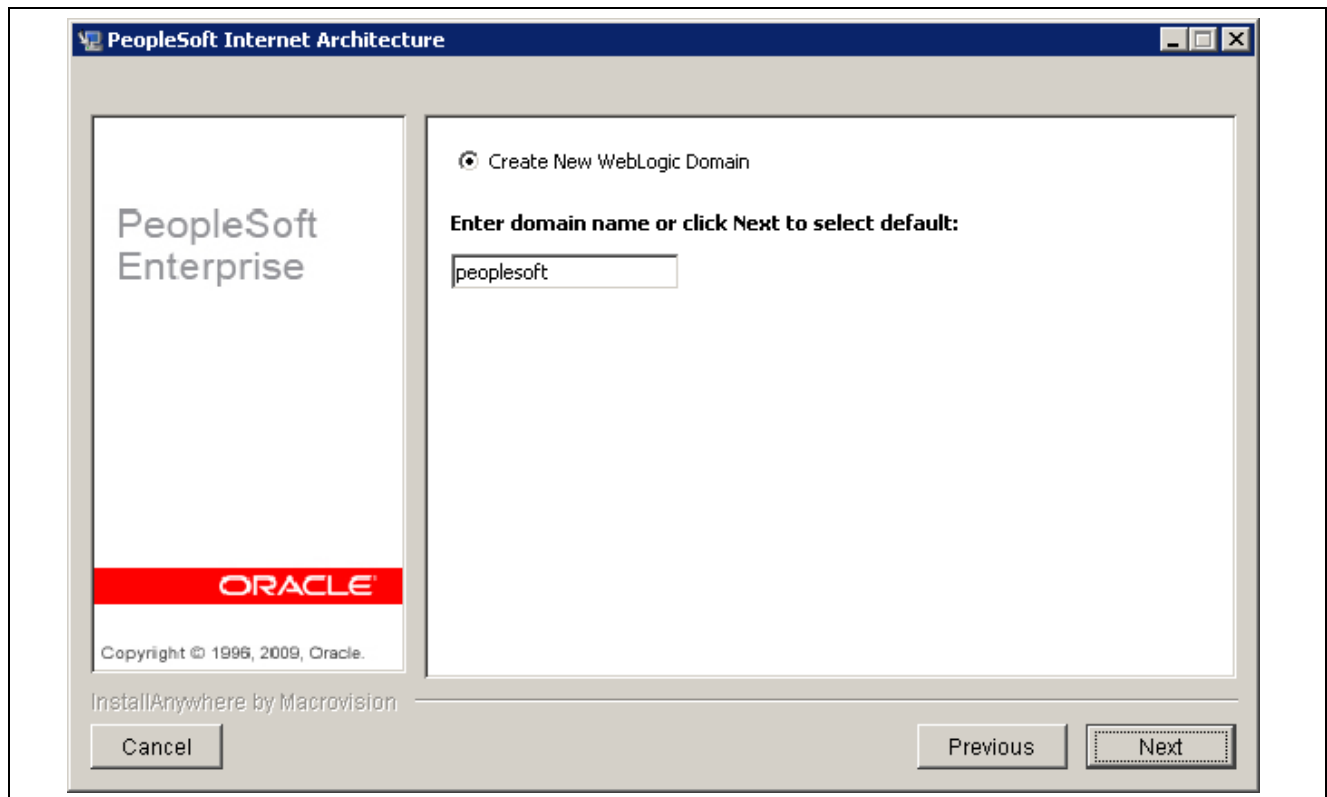 PeopleSoft Internet Architecture
Create New WebLogic Domain
PeopleSoft
Enterprise
Enter domain name or click Next to select default:
peoplesoft
ORACLE
Copyright © 1996, 2009, Oracle.
InstallAnywhere by Macrovision
Cancel
Previous
Next